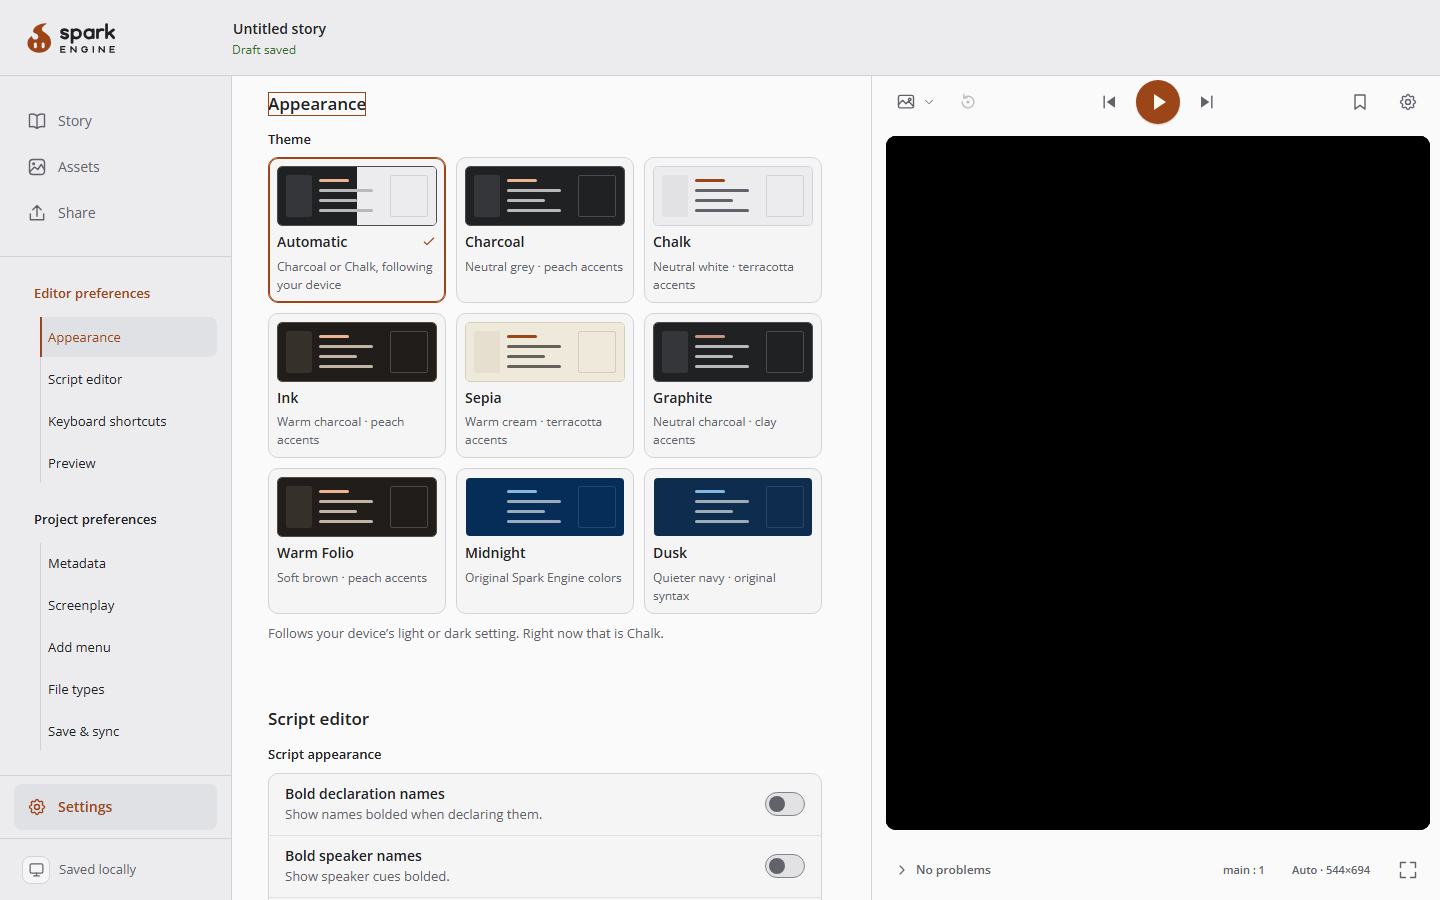 spark
ENGINE
Untitled story
Draft saved
Story
Assets
Share
Editor preferences
Appearance
Script editor
Keyboard shortcuts
Preview
Project preferences
Metadata
Screenplay
Add menu
File types
Save & sync
Settings
Saved locally
Appearance
Theme
Automatic
Charcoal or Chalk, following
your device
Charcoal
Neutral grey · peach accents
Chalk
Neutral white · terracotta
accents
Ink
Warm charcoal · peach
accents
Sepia
Warm cream · terracotta
accents
Graphite
Neutral charcoal · clay
accents
Warm Folio
Soft brown · peach accents
Midnight
Original Spark Engine colors
Dusk
Quieter navy · original
syntax
Follows your device’s light or dark setting. Right now that is Chalk.
Script editor
Script appearance
Bold declaration names
Show names bolded when declaring them.
Bold speaker names
Show speaker cues bolded.
No problems
main : 1
Auto · 544×694